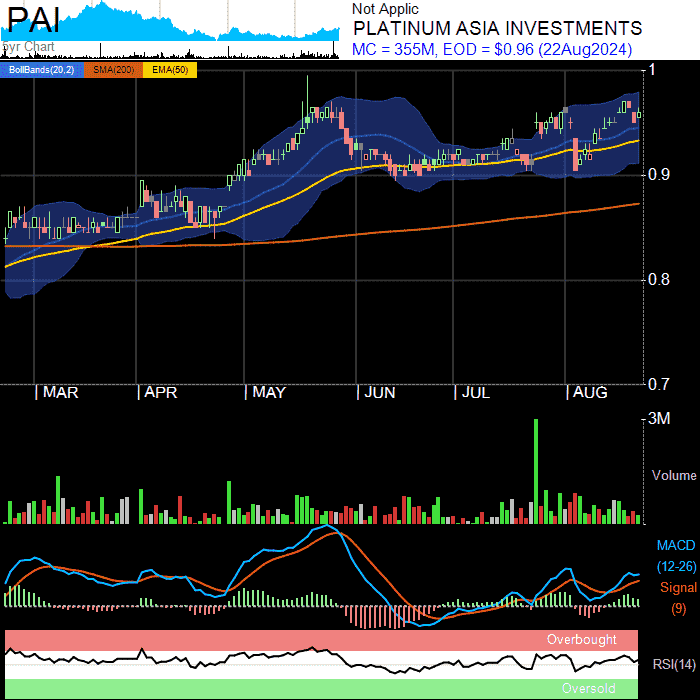 PAI
5yr Chart
Not Applic
PLATINUM ASIA INVESTMENTS
MC = 355M, EOD = $0.96 (22Aug2024)
BollBands(20,2) SMA(200) EMA(50)
1
0.9
0.8
0.7
MAR APR MAY JUN JUL AUG
3M
Volume
MACD
(12-26)
Signal
(9)
Overbought
RSI(14)
Oversold